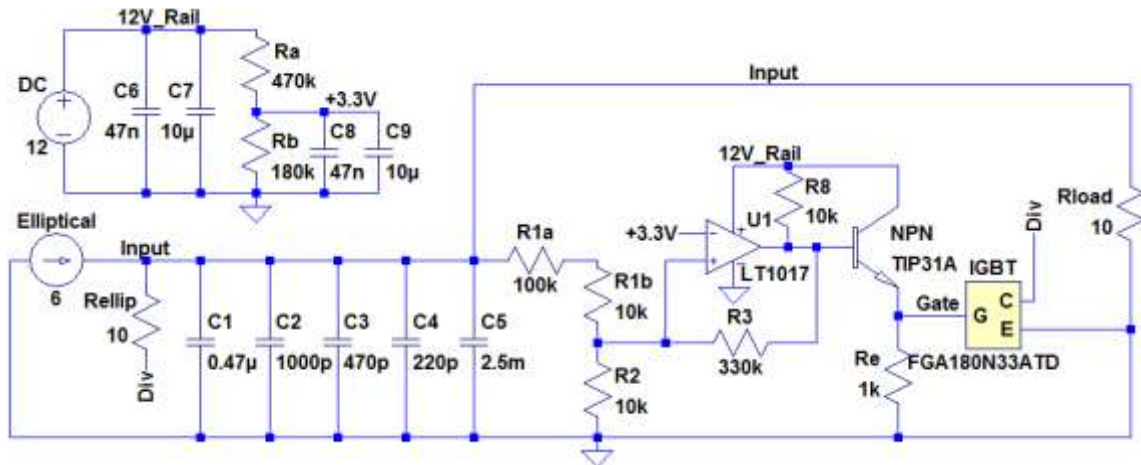 12V_Rail
DC
12
C6
47n
C7
10µ
Ra
470k
+3.3V
Rb
180k
C8
47n
C9
10µ
Input
Elliptical
6
Input
Rellip
10
Div
C1
0.47µ
C2
1000p
C3
470p
C4
220p
C5
2.5m
R1a
100k
R1b
10k
R2
10k
+3.3V
12V_Rail
R8
10k
U1
LT1017
R3
330k
NPN
TIP31A
Gate
Re
1k
IGBT
G
C
E
FGA180N33ATD
Div
Rload
10